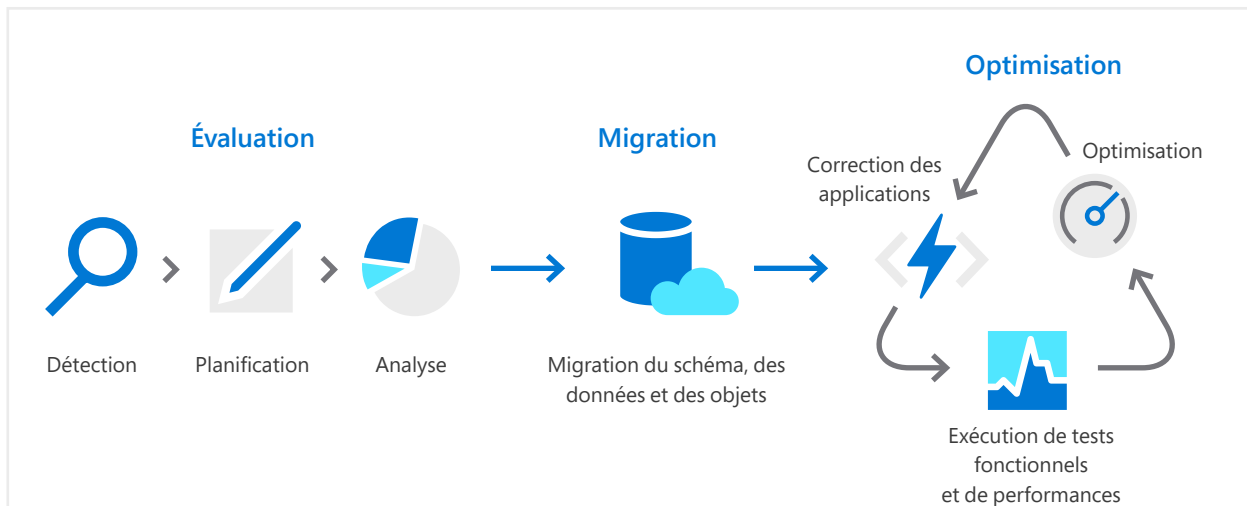 Évaluation
Détection
Planification
Analyse
Migration
Migration du schéma, des
données et des objets
Optimisation
Correction des
applications
Optimisation
Exécution de tests
fonctionnels
et de performances